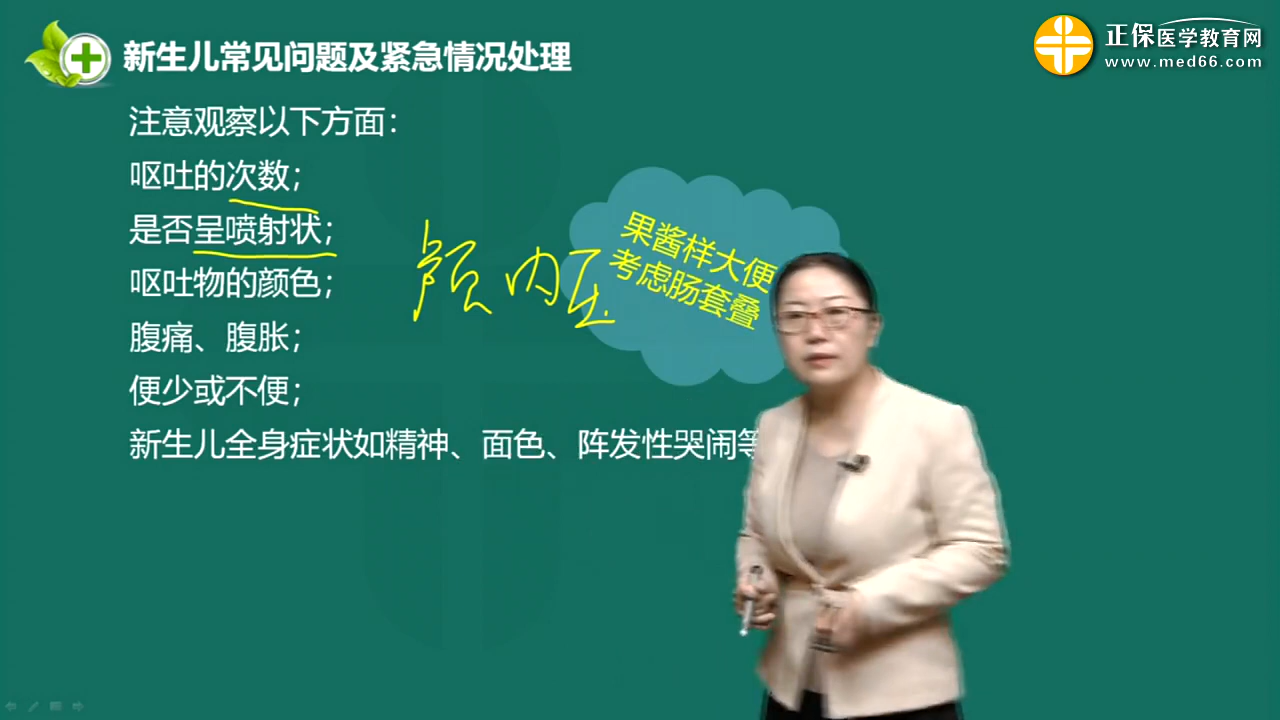 新生儿常见问题及紧急情况处理
正保医学教育网
www.med66.com
注意观察以下方面：
呕吐的次数；
是否呈喷射状；
呕吐物的颜色；
腹痛、腹胀；
便少或不便；
新生儿全身症状如精神、面色、阵发性哭闹等
颅内压
果酱样大便
考虑肠套叠